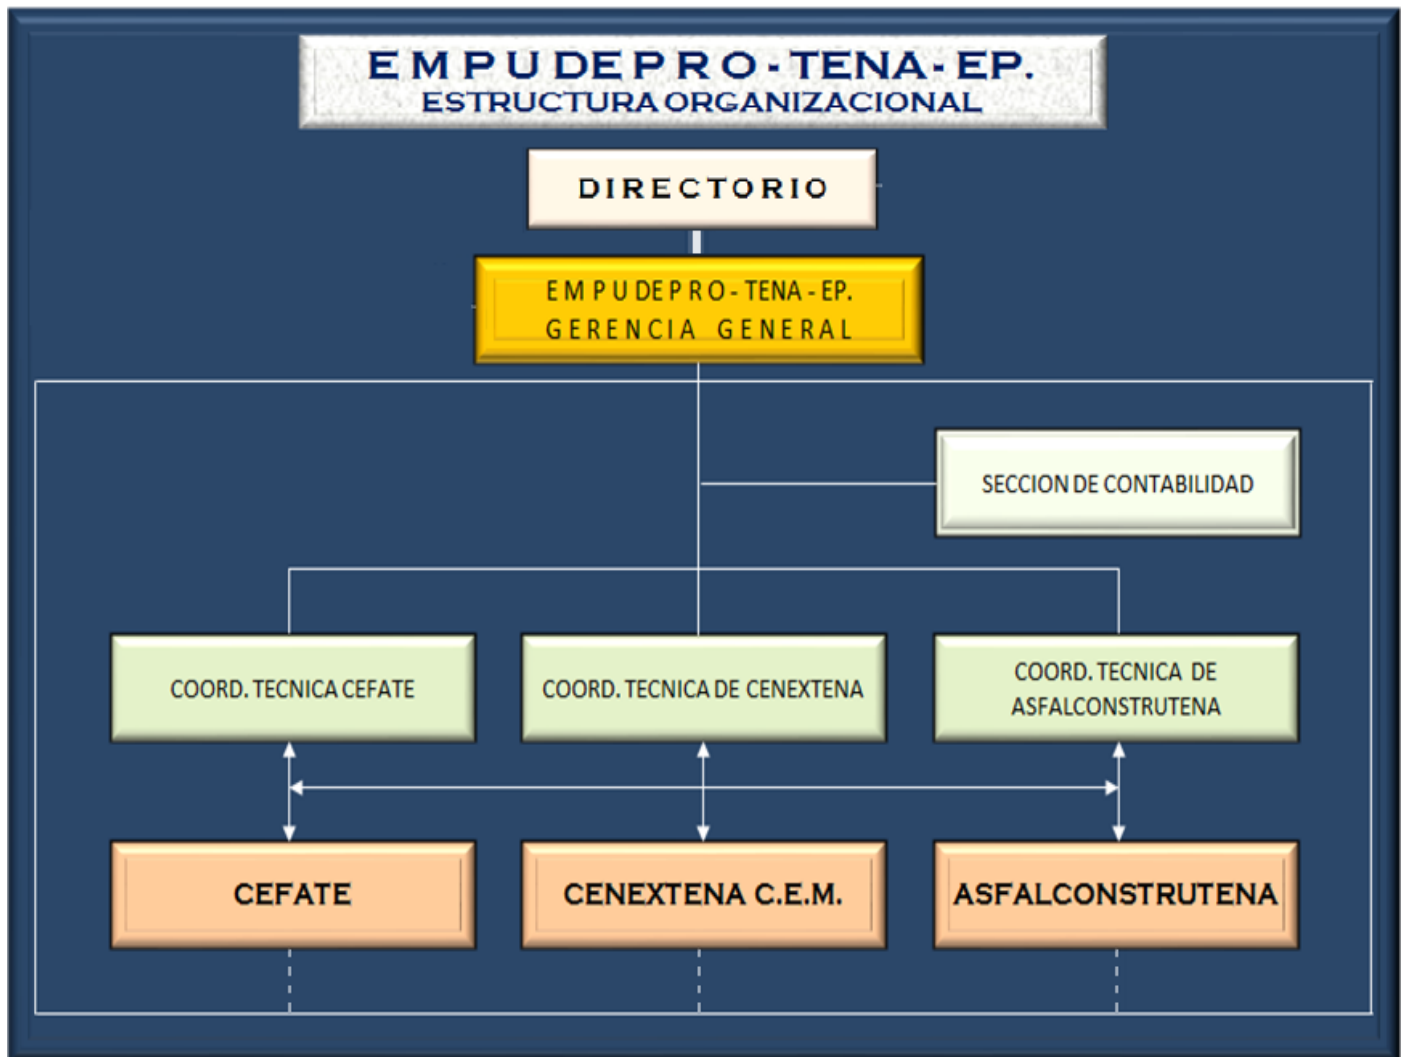 EMPUDEPRO - TENA - EP.
ESTRUCTURA ORGANIZACIONAL
DIRECTORIO
EMPUDEPRO - TENA - EP.
GERENCIA GENERAL
SECCION DE CONTABILIDAD
COORD. TECNICA CEFATE
COORD. TECNICA DE CENEXTENA
COORD. TECNICA DE
ASFALCONSTRUTENA
CEFATE
CENEXTENA C.E.M.
ASFALCONSTRUTENA